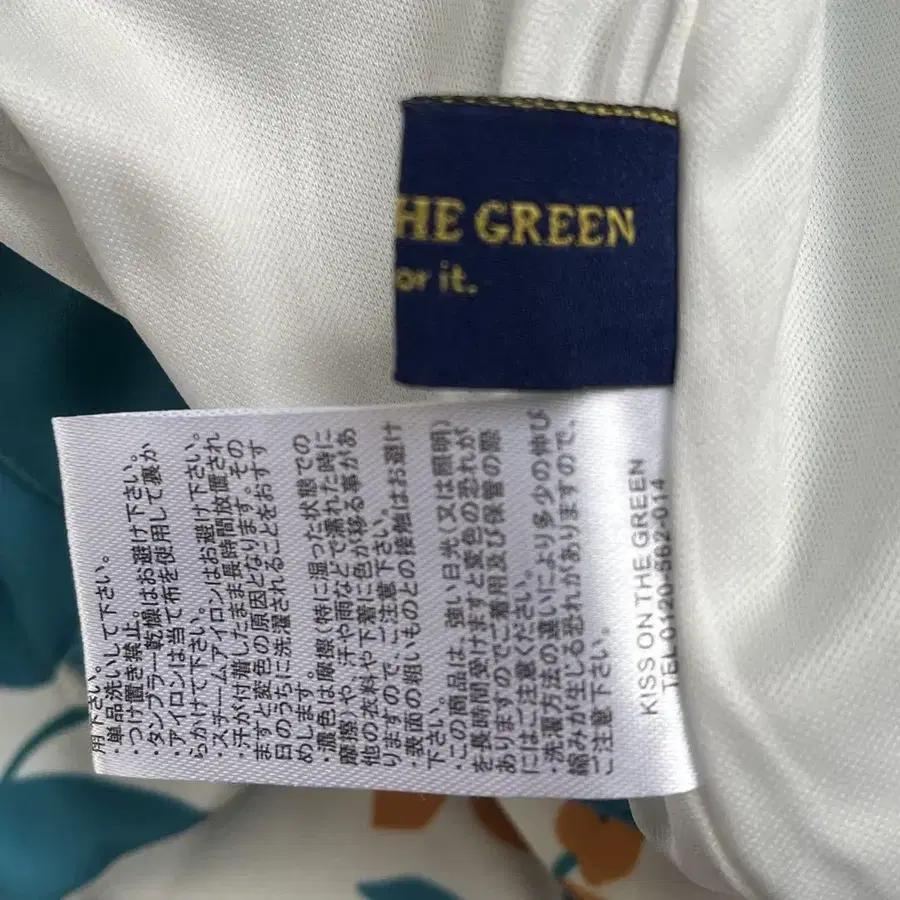 HE GREEN
or it.
用下さい。
・単品洗いして下さい。
・つけ置き禁止。
・タンブラー乾燥はお避け下さい。
・アイロンは当て布を使用して裏か
らかけて下さい。
・スチームアイロンはお避け下さい。
・汗が付着したまま長時間放置され
ますと変色の原因となります。その
日のうちに洗濯されることをおすす
めします。
・濃色は摩擦(特に湿った状態での
摩擦)や、汗や雨などで濡れた時に
他の衣料や下着に色が移る事があ
りますので、ご注意下さい。
・表面の粗いものとの接触はお避け
下さい。
・この商品は、強い日光(又は照明)
を長時間受けますと変色の恐れが
ありますのでご着用及び保管の際
にはご注意ください。
・洗濯方法の違いにより多少の伸び
縮みが生じる恐れがありますので、
ご注意下さい。
KISS ON THE GREEN
TEL 0120-562-014